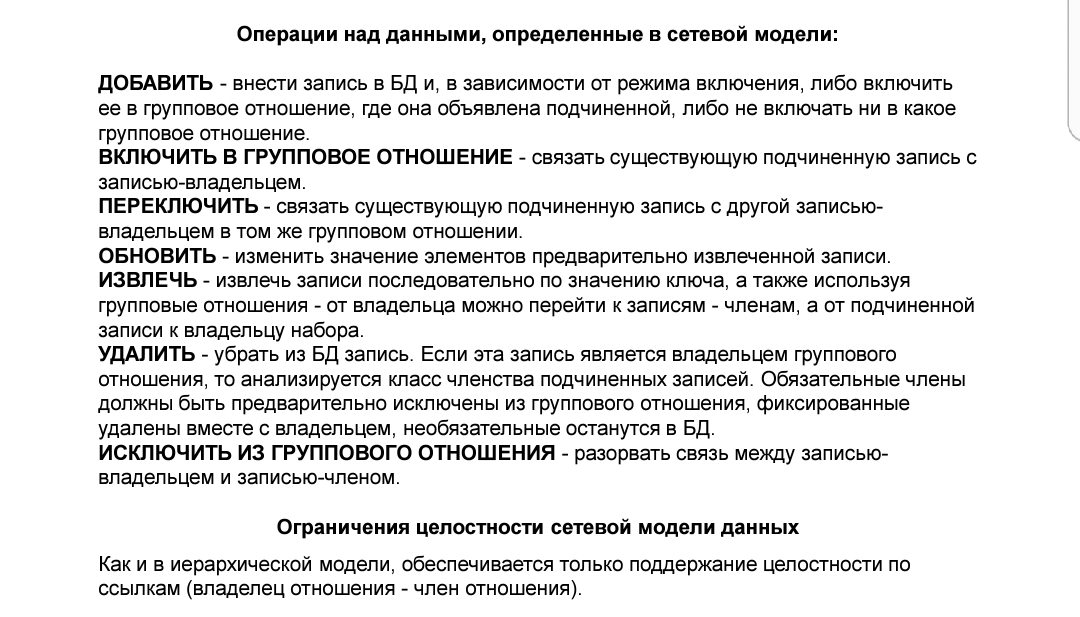 Операции над данными, определенные в сетевой модели:
ДОБАВИТЬ - внести запись в БД и, в зависимости от режима включения, либо включить
ее в групповое отношение, где она объявлена подчиненной, либо не включать ни в какое
групповое отношение.
ВКЛЮЧИТЬ В ГРУППОВОЕ ОТНОШЕНИЕ - связать существующую подчиненную запись с
записью-владельцем.
ПЕРЕКЛЮЧИТЬ - связать существующую подчиненную запись с другой записью-
владельцем в том же групповом отношении.
ОБНОВИТЬ - изменить значение элементов предварительно извлеченной записи.
ИЗВЛЕЧЬ - извлечь записи последовательно по значению ключа, а также используя
групповые отношения - от владельца можно перейти к записям - членам, а от подчиненной
записи к владельцу набора.
УДАЛИТЬ - убрать из БД запись. Если эта запись является владельцем группового
отношения, то анализируется класс членства подчиненных записей. Обязательные члены
должны быть предварительно исключены из группового отношения, фиксированные
удалены вместе с владельцем, необязательные останутся в БД.
ИСКЛЮЧИТЬ ИЗ ГРУППОВОГО ОТНОШЕНИЯ - разорвать связь между записью-
владельцем и записью-членом.
Ограничения целостности сетевой модели данных
Как и в иерархической модели, обеспечивается только поддержание целостности по
ссылкам (владелец отношения - член отношения).